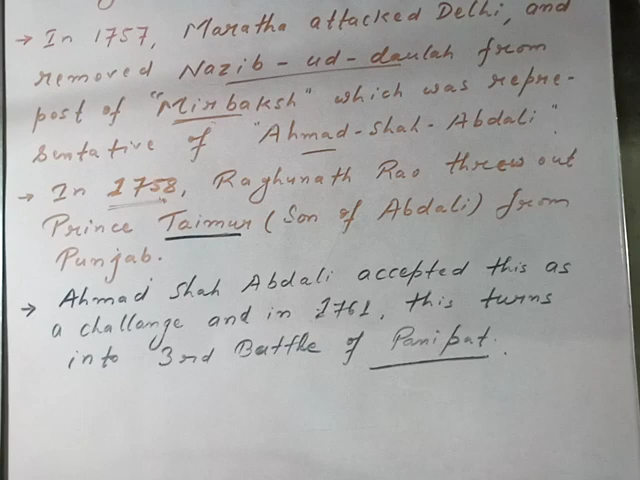 → In 1757, Maratha attacked Delhi, and
removed Nazib-ud-daulah from
post of "Mirbaksh" which was repre-
sentative of "Ahmad-Shah-Abdali".
→ In 1758, Raghunath Rao threw out
Prince Taimur (Son of Abdali) from
Punjab.
→ Ahmad Shah Abdali accepted this as
a challange and in 1761, this turns
into 3rd Battle of Panipat.